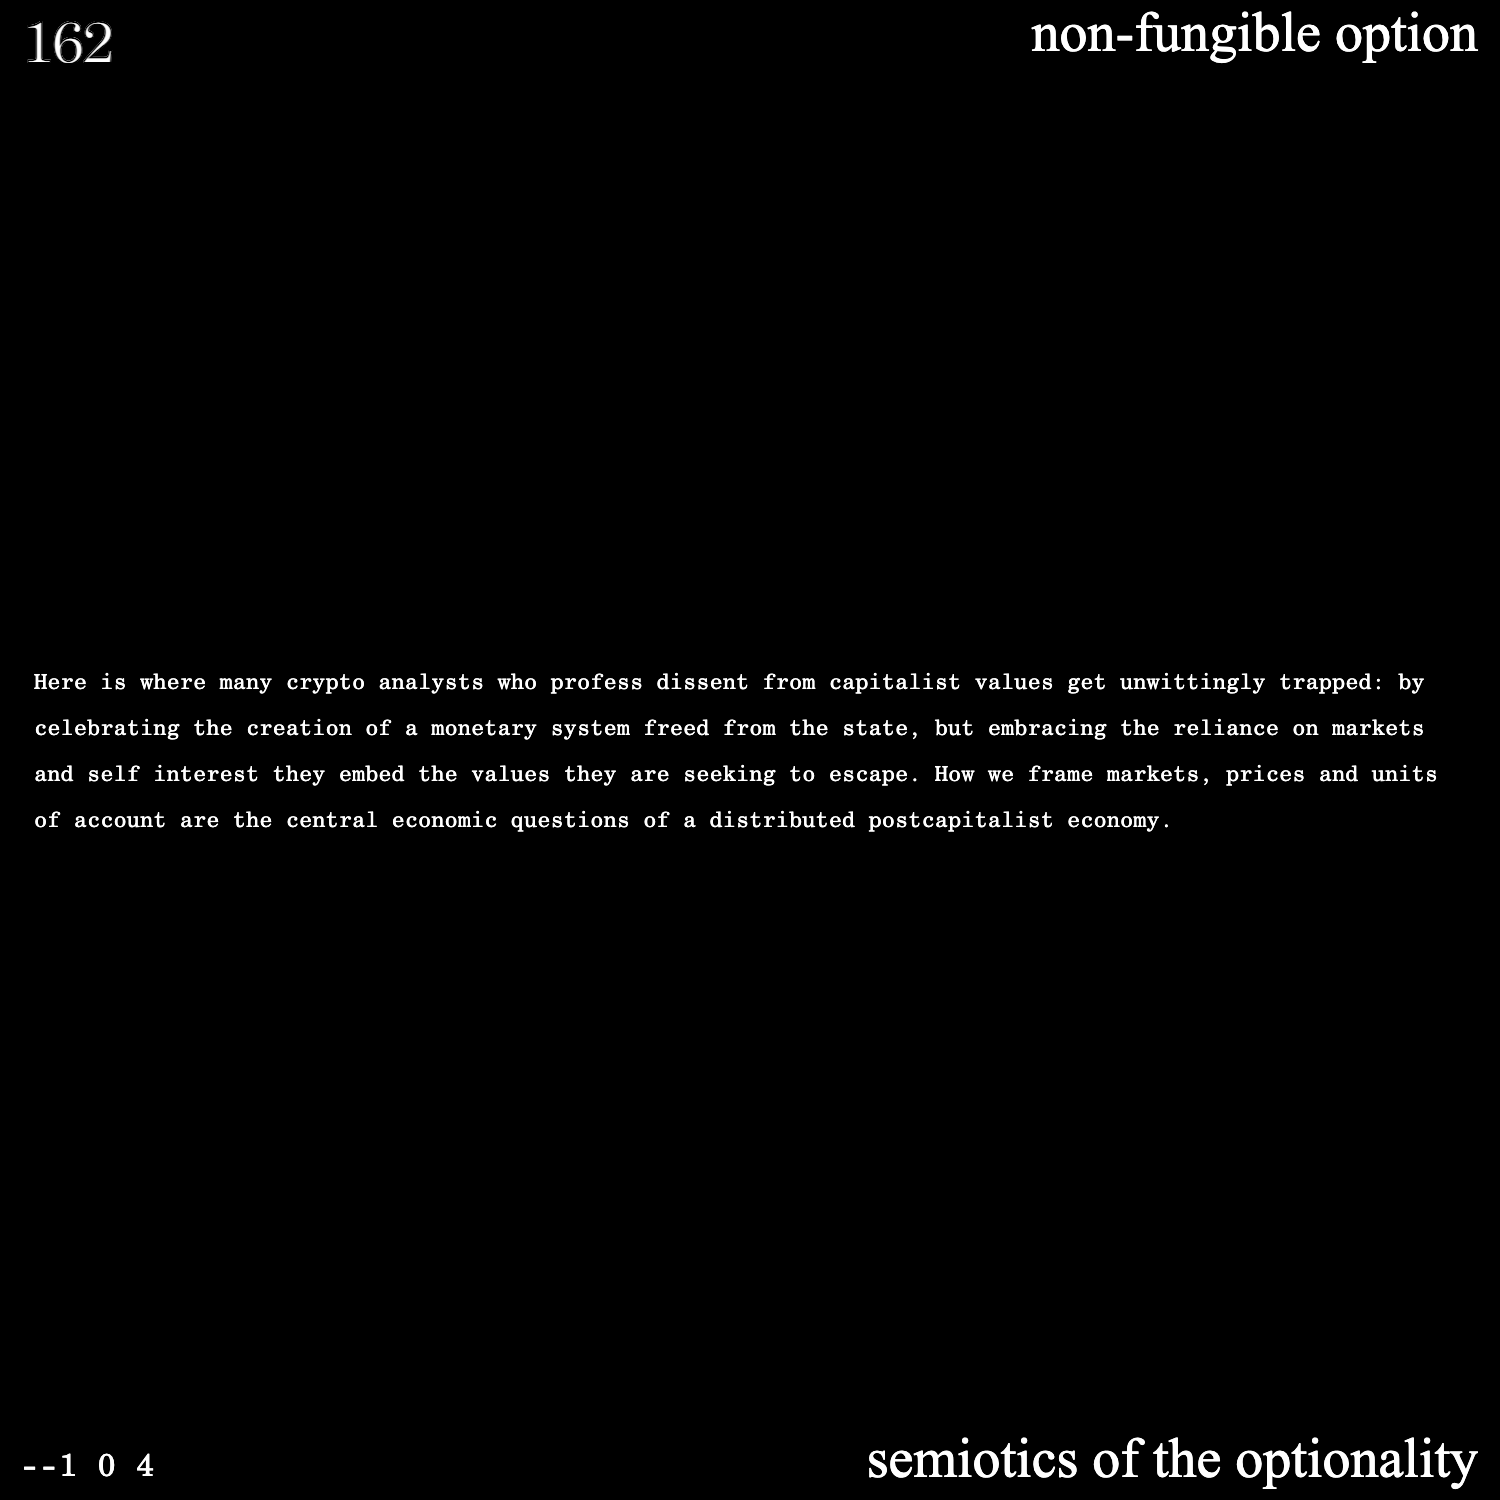 162
non-fungible option
Here is where many crypto analysts who profess dissent from capitalist values get unwittingly trapped: by
celebrating the creation of a monetary system freed from the state, but embracing the reliance on markets
and self interest they embed the values they are seeking to escape. How we frame markets, prices and units
of account are the central economic questions of a distributed postcapitalist economy.
--1 0 4
semiotics of the optionality